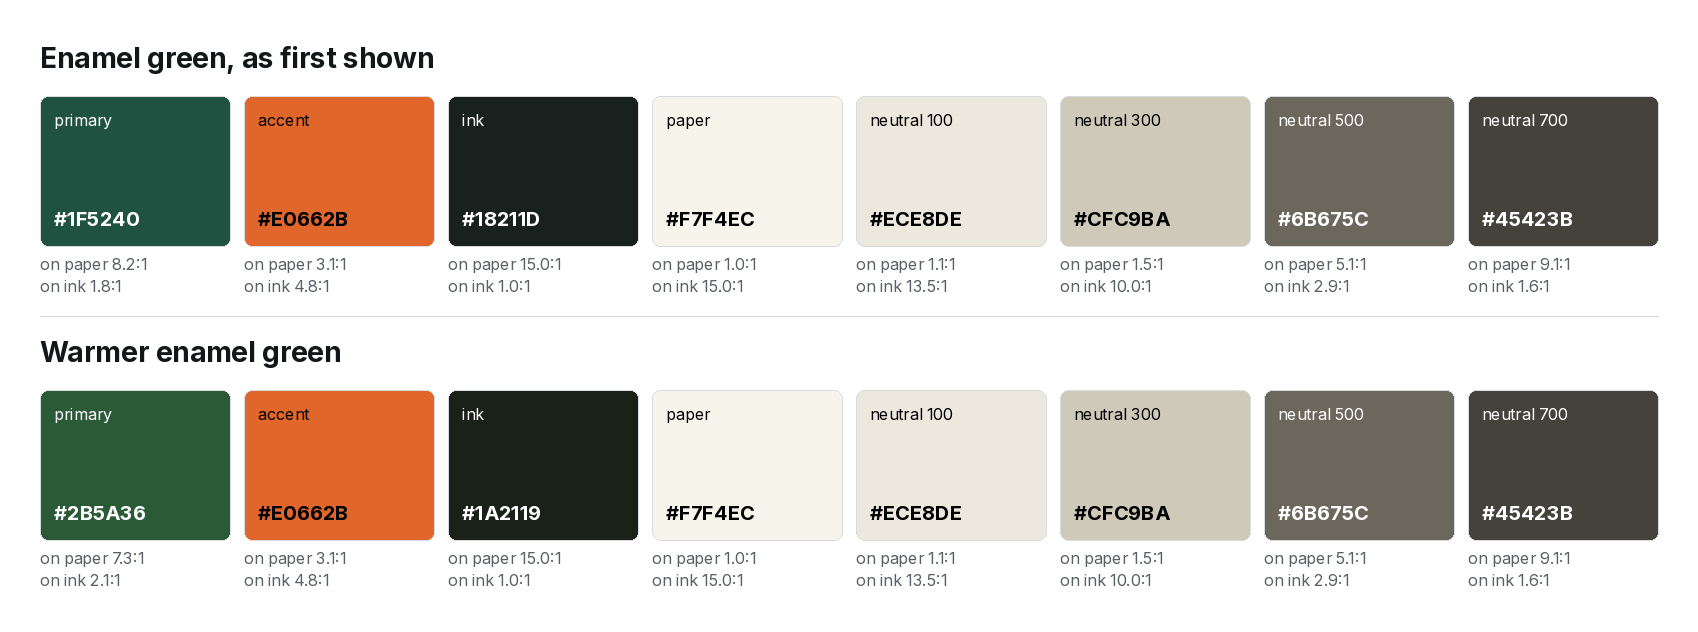 Enamel green, as first shown
primary
accent
ink
paper
neutral 100
neutral 300
neutral 500
neutral 700
#1F5240
#E0662B
#18211D
#F7F4EC
#ECE8DE
#CFC9BA
#6B675C
#45423B
on paper 8.2:1
on paper 3.1:1
on paper 15.0:1
on paper 1.0:1
on paper 1.1:1
on paper 1.5:1
on paper 5.1:1
on paper 9.1:1
on ink 1.8:1
on ink 4.8:1
on ink 1.0:1
on ink 15.0:1
on ink 13.5:1
on ink 10.0:1
on ink 2.9:1
on ink 1.6:1
Warmer enamel green
primary
accent
ink
paper
neutral 100
neutral 300
neutral 500
neutral 700
#2B5A36
#E0662B
#1A2119
#F7F4EC
#ECE8DE
#CFC9BA
#6B675C
#45423B
on paper 7.3:1
on paper 3.1:1
on paper 15.0:1
on paper 1.0:1
on paper 1.1:1
on paper 1.5:1
on paper 5.1:1
on paper 9.1:1
on ink 2.1:1
on ink 4.8:1
on ink 1.0:1
on ink 15.0:1
on ink 13.5:1
on ink 10.0:1
on ink 2.9:1
on ink 1.6:1